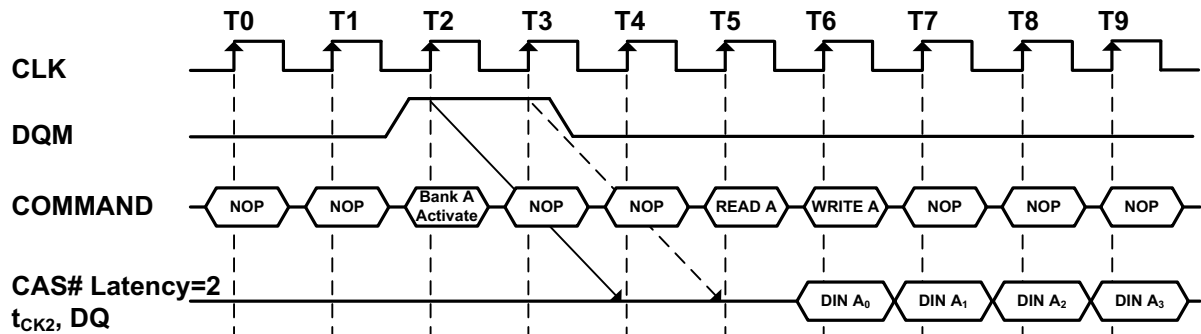 T0 T1 T2 T3 T4 T5 T6 T7 T8 T9
CLK
DQM
COMMAND NOP NOP Bank A Activate NOP NOP READ A WRITE A NOP NOP NOP
CAS# Latency=2
tCK2, DQ DIN A0 DIN A1 DIN A2 DIN A3